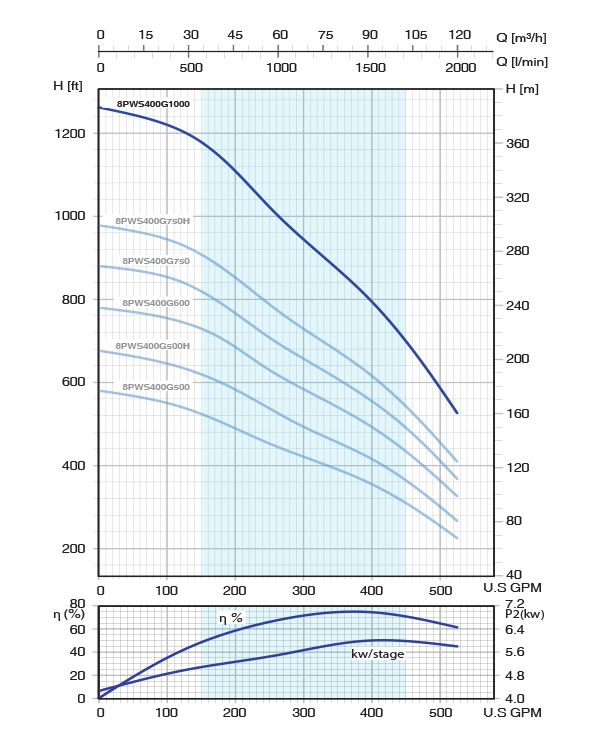 0 15 30 45 60 75 90 105 120 Q [m³/h]
0 500 1000 1500 2000 Q [l/min]
H [ft] H [m]
8PWS400G1000
1200
360
320
1000
8PWS400G7s0H
280
8PWS400G7s0
800
8PWS400G600
240
8PWS400Gs00H
200
600
8PWS400Gs00
160
400
120
80
200
40
0 100 200 300 400 500 U.S GPM
80 7.2
η (%) P2(kw)
η %
60 6.4
40 kw/stage 5.6
20 4.8
0 4.0
0 100 200 300 400 500 U.S GPM